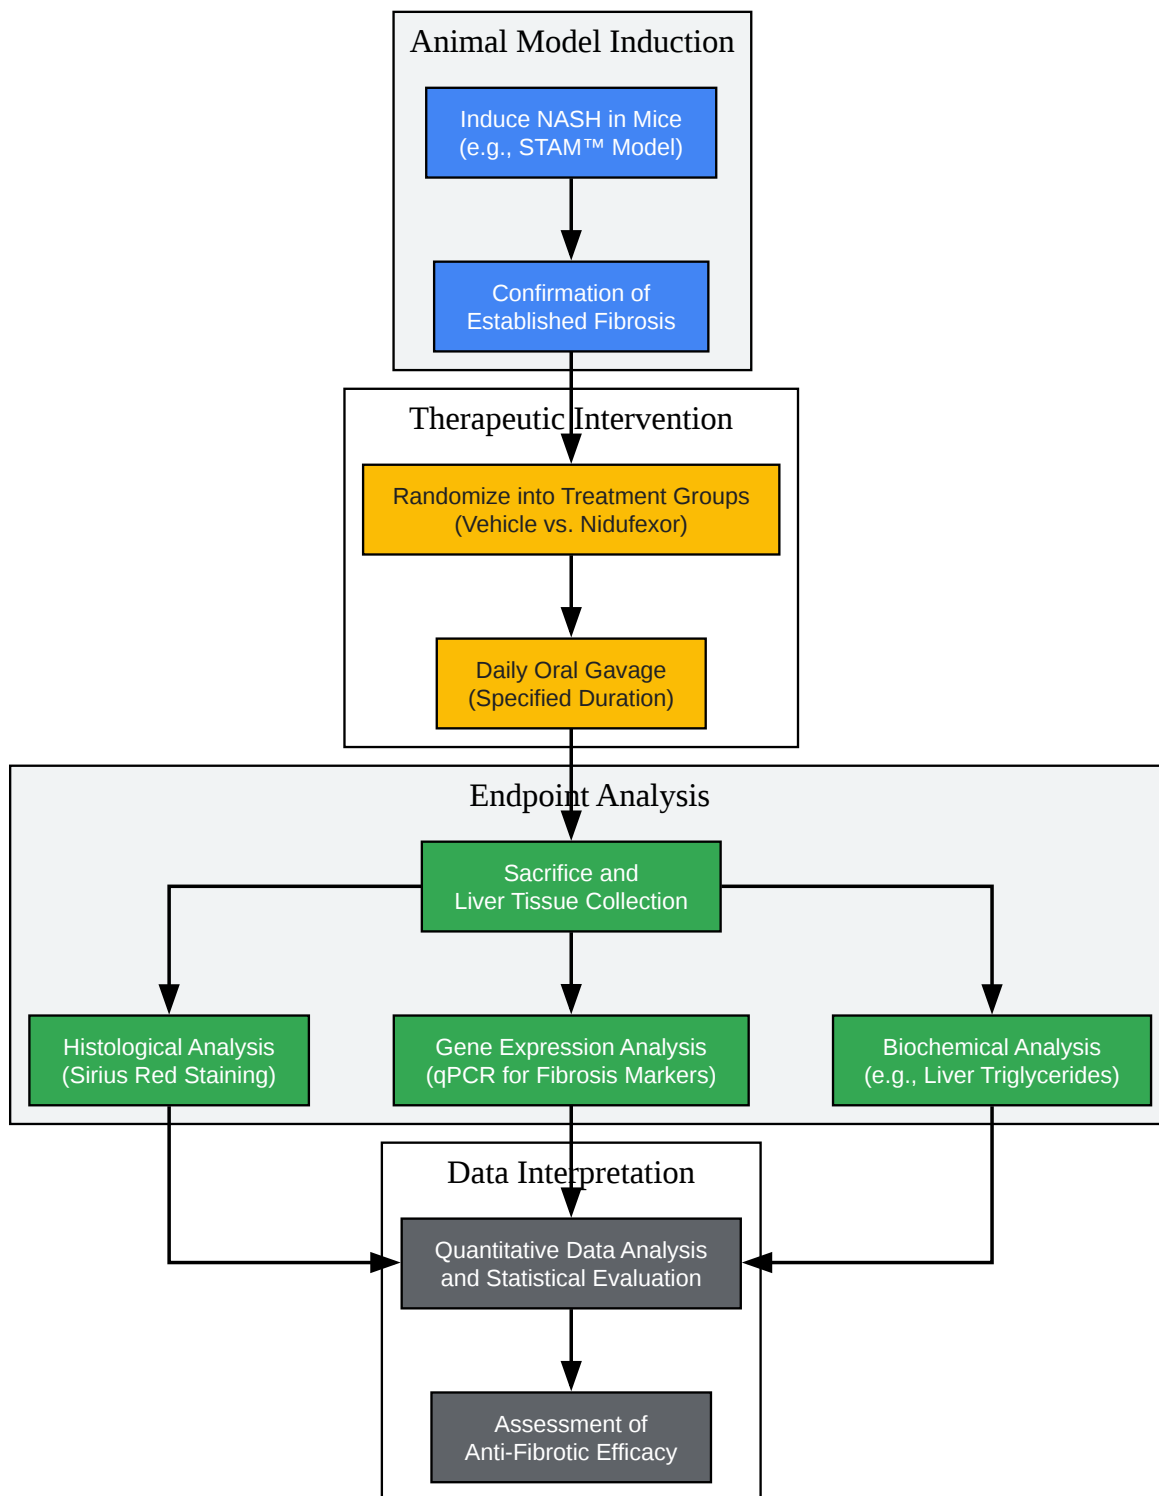 Animal Model Induction
Induce NASH in Mice
(e.g., STAM™ Model)
Confirmation of
Established Fibrosis
Therapeutic Intervention
Randomize into Treatment Groups
(Vehicle vs. Nidufexor)
Daily Oral Gavage
(Specified Duration)
Endpoint Analysis
Sacrifice and
Liver Tissue Collection
Histological Analysis
(Sirius Red Staining)
Gene Expression Analysis
(qPCR for Fibrosis Markers)
Biochemical Analysis
(e.g., Liver Triglycerides)
Data Interpretation
Quantitative Data Analysis
and Statistical Evaluation
Assessment of
Anti-Fibrotic Efficacy